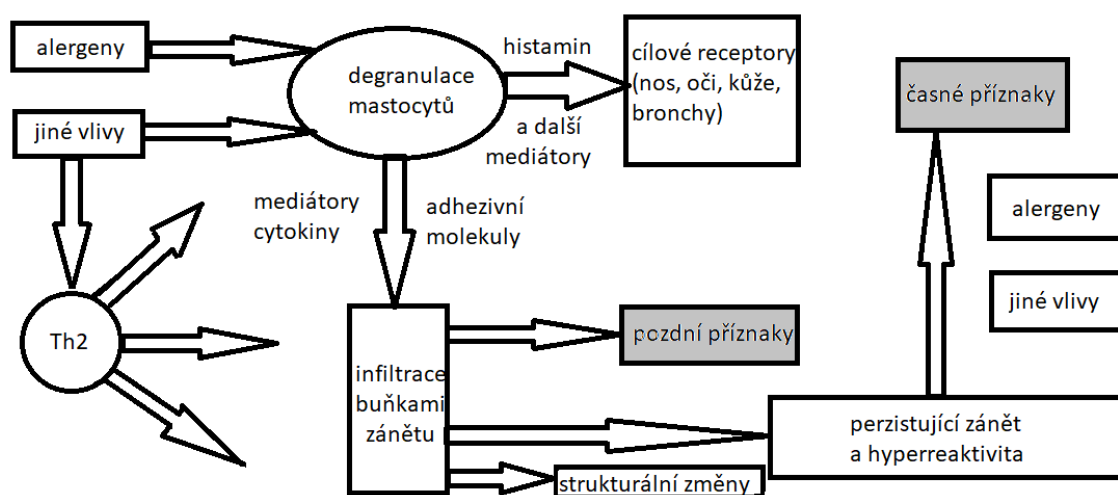 alergeny
jiné vlivy
degranulace
mastocytů
histamin
a další
mediátory
cílové receptory
(nos, oči, kůže,
bronchy)
časné příznaky
alergeny
jiné vlivy
mediátory
cytokiny
adhezivní
molekuly
Th2
infiltrace
buňkami
zánětu
pozdní příznaky
perzistující zánět
a hyperreaktivita
strukturální změny